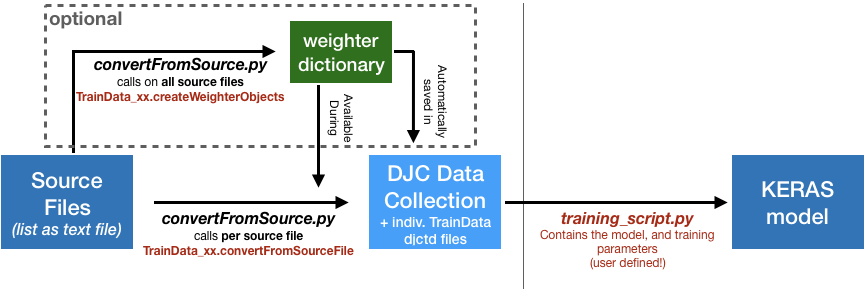 optional
convertFromSource.py
calls on all source files
TrainData_xx.createWeighterObjects
weighter
dictionary
Available
During
Automatically
saved in
Source
Files
(list as text file)
convertFromSource.py
calls per source file
TrainData_xx.convertFromSourceFile
DJC Data
Collection
+ indiv. TrainData
djctd files
training_script.py
Contains the model, and training
parameters
(user defined!)
KERAS
model